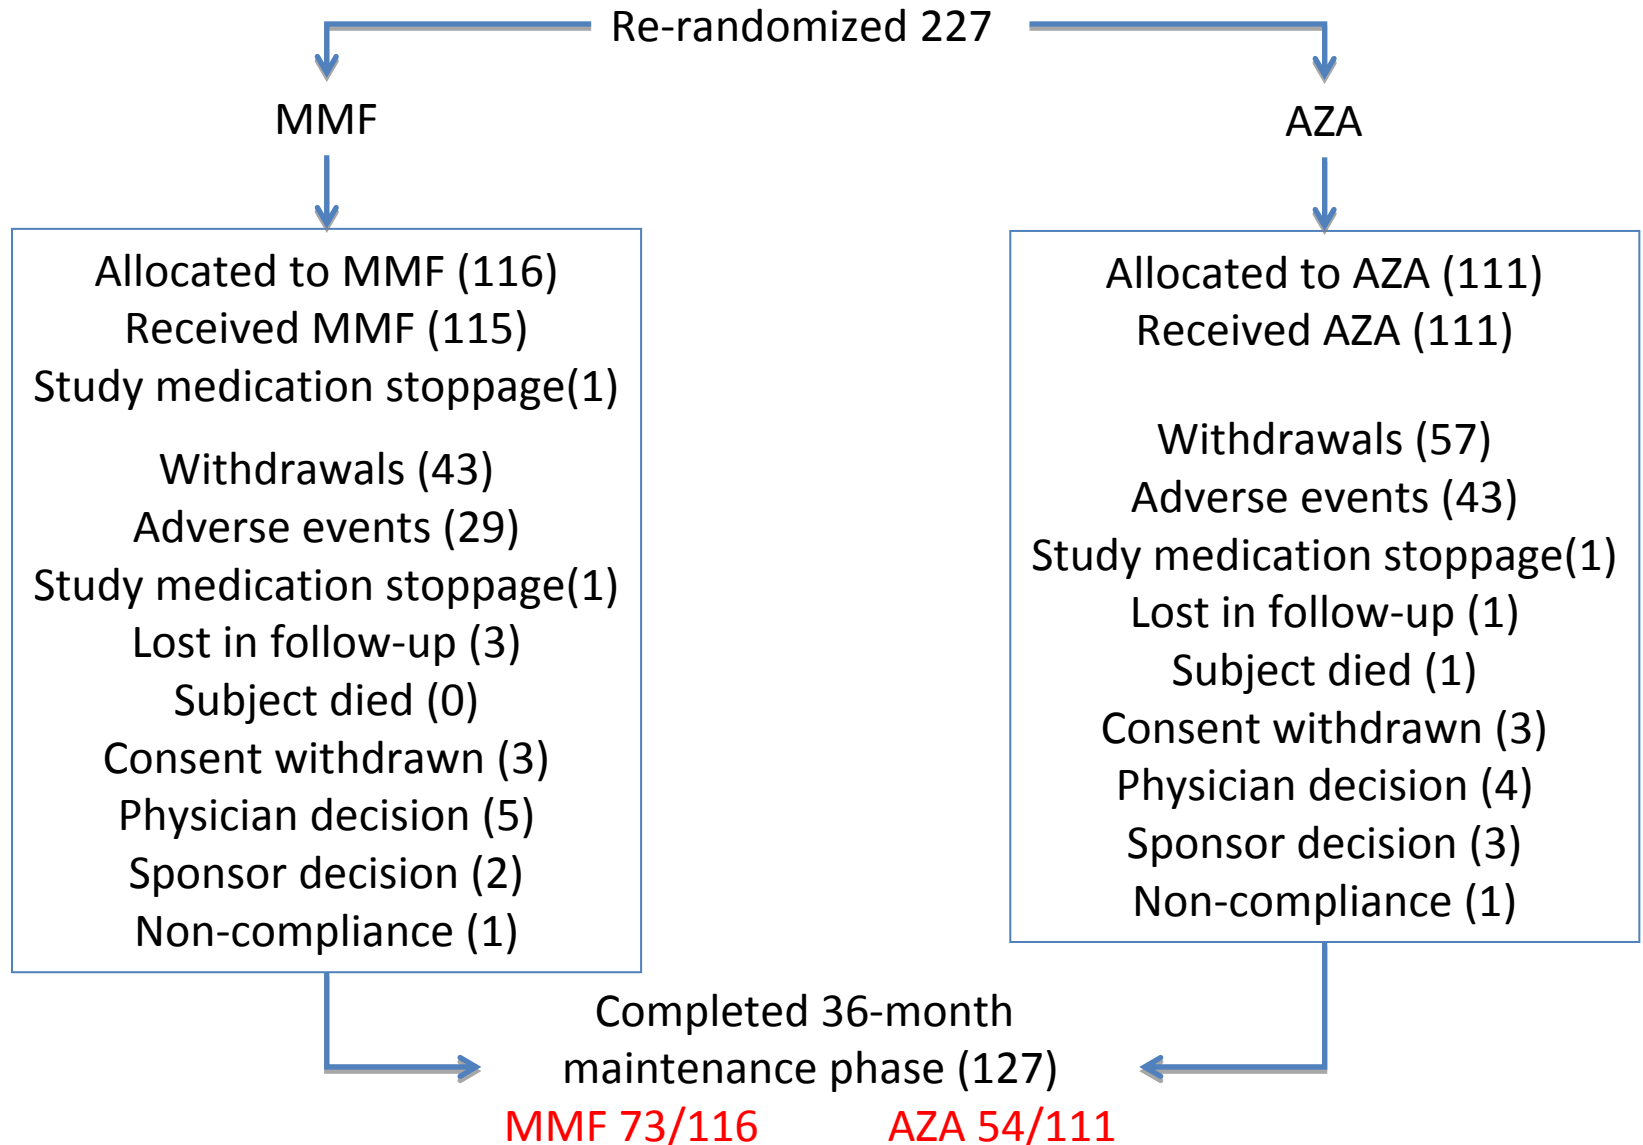 Re-randomized 227
MMF
AZA
Allocated to MMF (116)
Received MMF (115)
Study medication stoppage(1)
Withdrawals (43)
Adverse events (29)
Study medication stoppage(1)
Lost in follow-up (3)
Subject died (0)
Consent withdrawn (3)
Physician decision (5)
Sponsor decision (2)
Non-compliance (1)
Allocated to AZA (111)
Received AZA (111)
Withdrawals (57)
Adverse events (43)
Study medication stoppage(1)
Lost in follow-up (1)
Subject died (1)
Consent withdrawn (3)
Physician decision (4)
Sponsor decision (3)
Non-compliance (1)
Completed 36-month
maintenance phase (127)
MMF 73/116 AZA 54/111